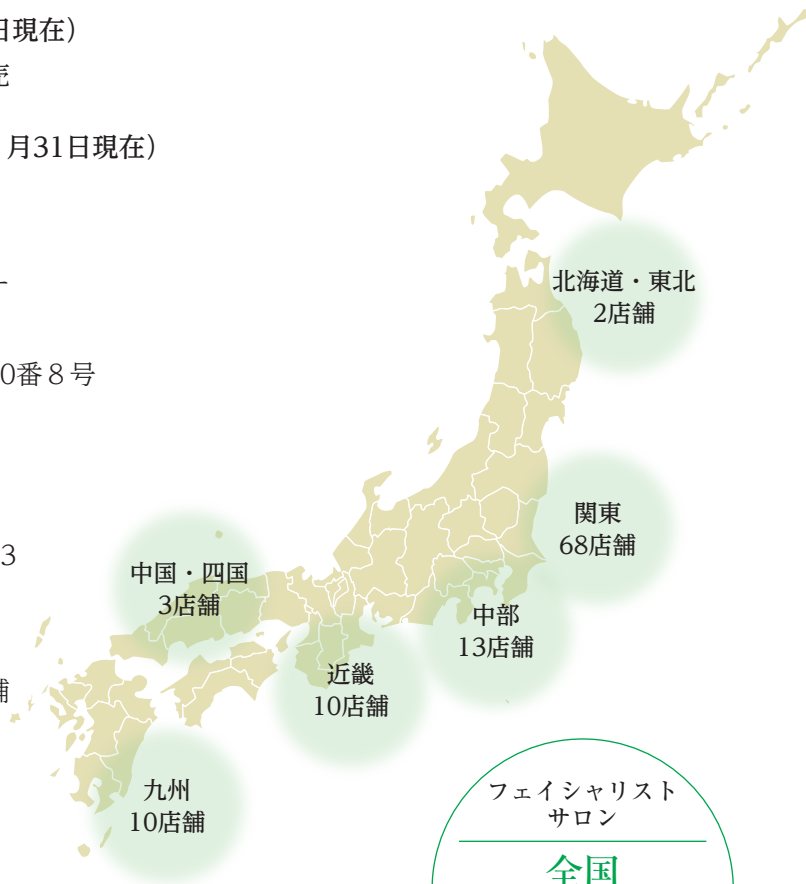 日現在）
月31日現在）
0番８号
3
舗
北海道・東北
2店舗
関東
68店舗
中国・四国
3店舗
中部
13店舗
近畿
10店舗
九州
10店舗
フェイシャリスト
サロン
全国